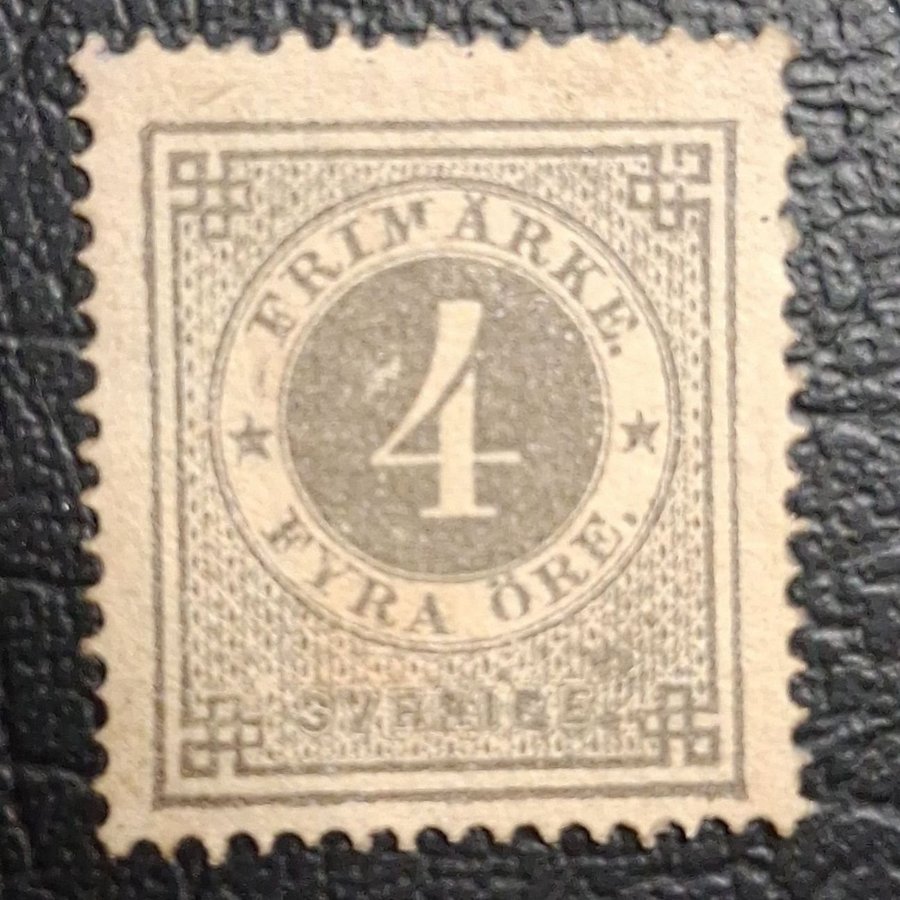 FRIMÄRKE.
4
FYRA ÖRE.
SVERIGE.